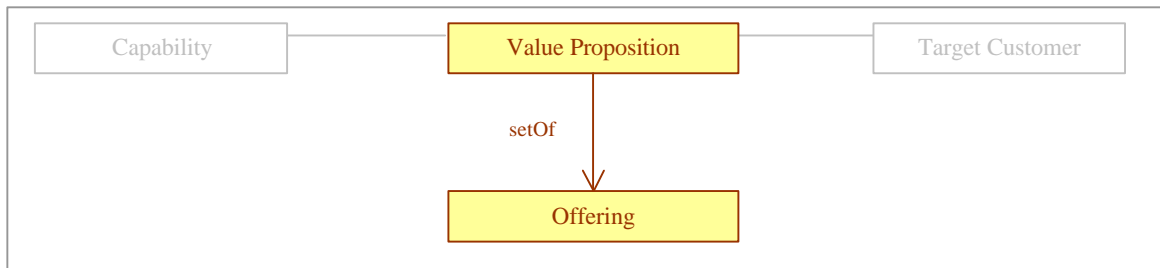 Capability
Value Proposition
Target Customer
setOf
Offering